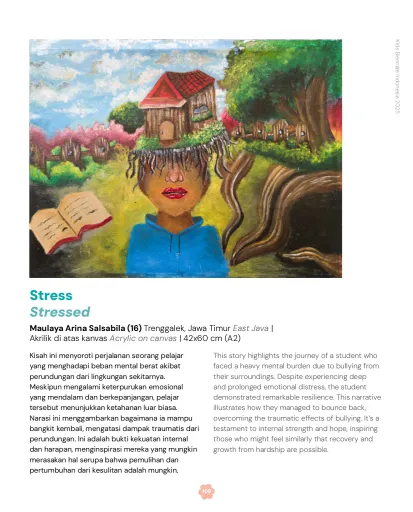 Kids Biennale Indonesia 2025
Stress
Stressed
Maulaya Arina Salsabila (16) Trenggalek, Jawa Timur East Java |
Akrilik di atas kanvas Acrylic on canvas | 42x60 cm (A2)
Kisah ini menyoroti perjalanan seorang pelajar
yang menghadapi beban mental berat akibat
perundungan dari lingkungan sekitarnya.
Meskipun mengalami keterpurukan emosional
yang mendalam dan berkepanjangan, pelajar
tersebut menunjukkan ketahanan luar biasa.
Narasi ini menggambarkan bagaimana ia mampu
bangkit kembali, mengatasi dampak traumatis dari
perundungan. Ini adalah bukti kekuatan internal
dan harapan, menginspirasi mereka yang mungkin
merasakan hal serupa bahwa pemulihan dan
pertumbuhan dari kesulitan adalah mungkin.
This story highlights the journey of a student who
faced a heavy mental burden due to bullying from
their surroundings. Despite experiencing deep
and prolonged emotional distress, the student
demonstrated remarkable resilience. This narrative
illustrates how they managed to bounce back,
overcoming the traumatic effects of bullying. It's a
testament to internal strength and hope, inspiring
those who might feel similarly that recovery and
growth from hardship are possible.